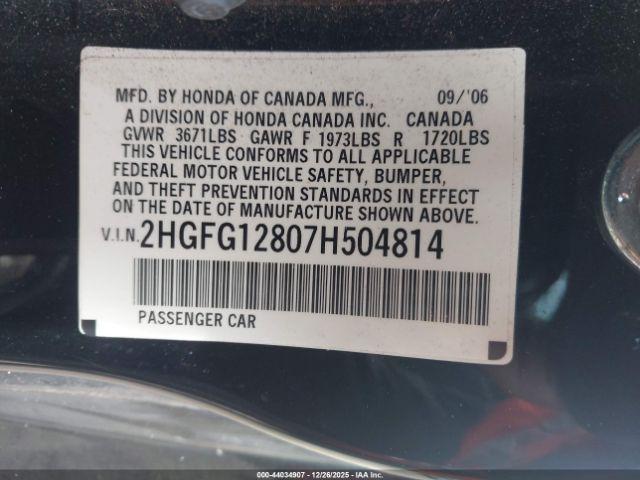 MFD. BY HONDA OF CANADA MFG., 09/'06
A DIVISION OF HONDA CANADA INC. CANADA
GVWR 3671LBS GAWR F 1973LBS R 1720LBS
THIS VEHICLE CONFORMS TO ALL APPLICABLE
FEDERAL MOTOR VEHICLE SAFETY, BUMPER,
AND THEFT PREVENTION STANDARDS IN EFFECT
ON THE DATE OF MANUFACTURE SHOWN ABOVE.
V.I.N. 2HGFG12807H504814
PASSENGER CAR
000-44034907 - 12/26/2025 - IAAI.COM